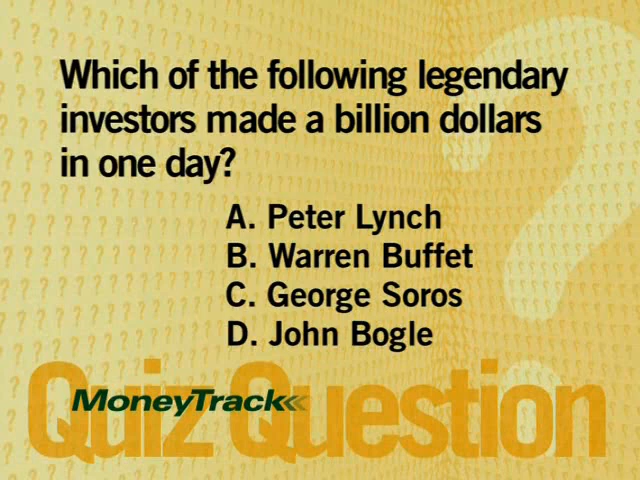 Which of the following legendary
investors made a billion dollars
in one day?
A. Peter Lynch
B. Warren Buffet
C. George Soros
D. John Bogle
Quiz Question
MoneyTrack